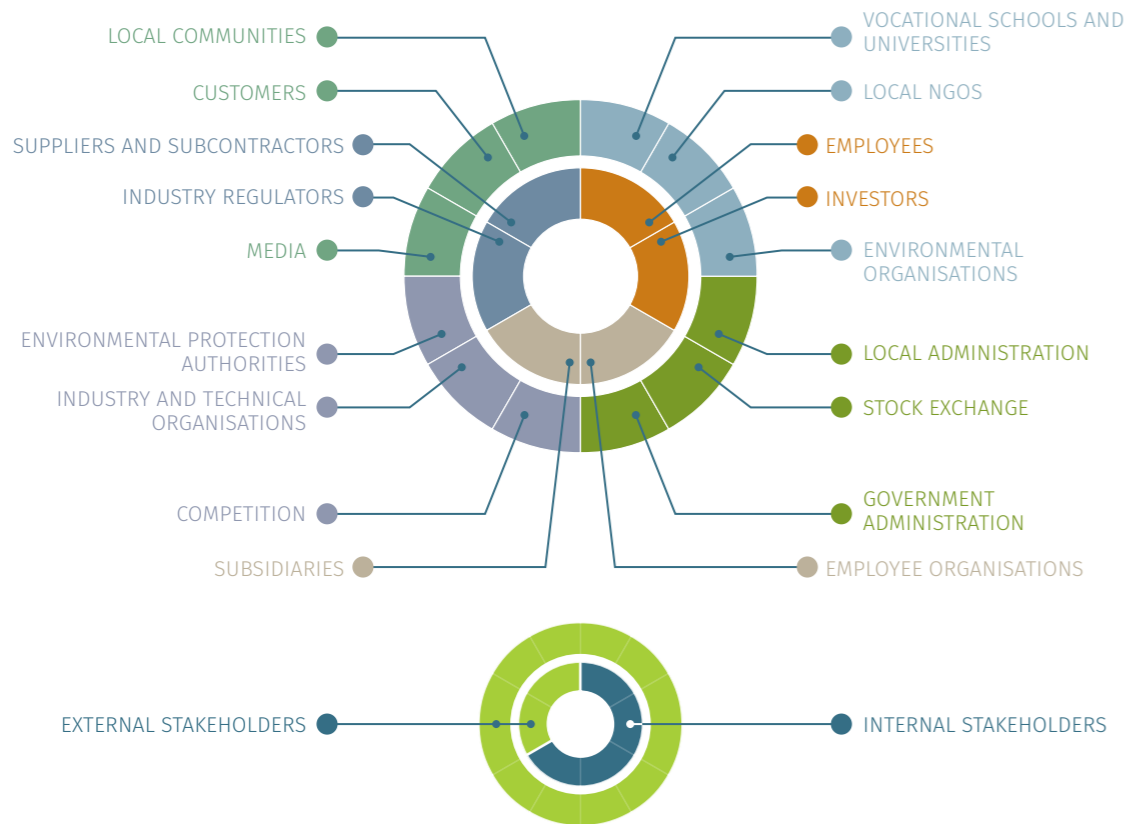 LOCAL COMMUNITIES
CUSTOMERS
SUPPLIERS AND SUBCONTRACTORS
INDUSTRY REGULATORS
MEDIA
ENVIRONMENTAL PROTECTION
AUTHORITIES
INDUSTRY AND TECHNICAL
ORGANISATIONS
COMPETITION
SUBSIDIARIES
VOCATIONAL SCHOOLS AND
UNIVERSITIES
LOCAL NGOS
EMPLOYEES
INVESTORS
ENVIRONMENTAL
ORGANISATIONS
LOCAL ADMINISTRATION
STOCK EXCHANGE
GOVERNMENT
ADMINISTRATION
EMPLOYEE ORGANISATIONS
EXTERNAL STAKEHOLDERS
INTERNAL STAKEHOLDERS